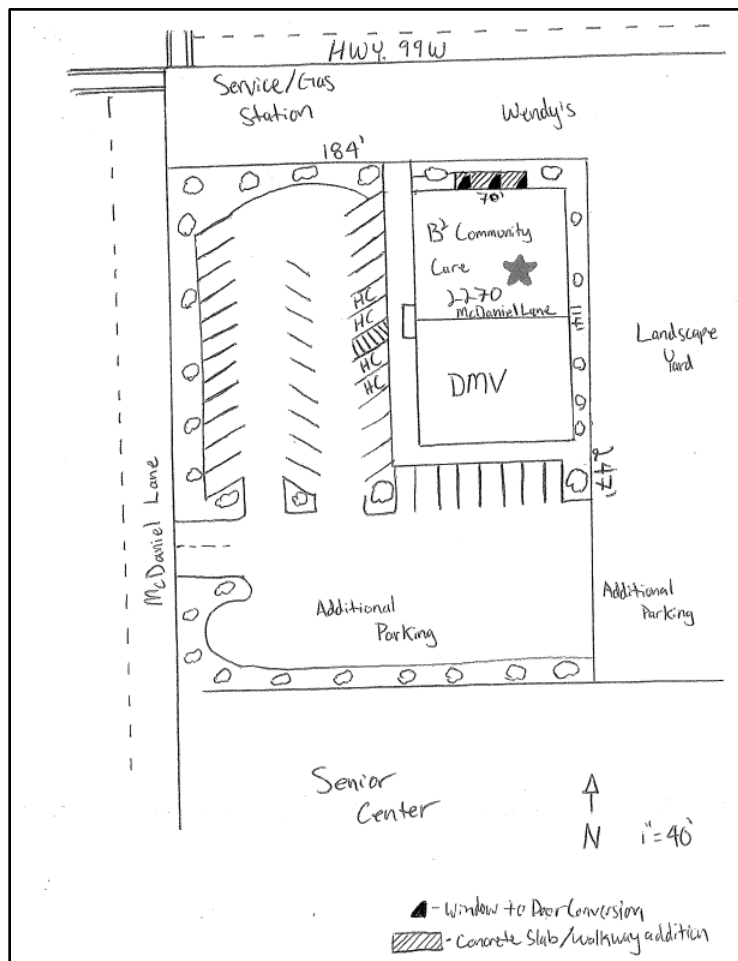 HWY. 99W
Service/Gas
Station
Wendy's
184'
70'
B² Community
Care
2270
McDaniel Lane
114'
HC
HC
HC
HC
DMV
Landscape
Yard
247'
McDaniel Lane
Additional
Parking
Additional
Parking
Senior
Center
N
1"=40'
- Window to Door Conversion
- Concrete Slab/Walkway addition